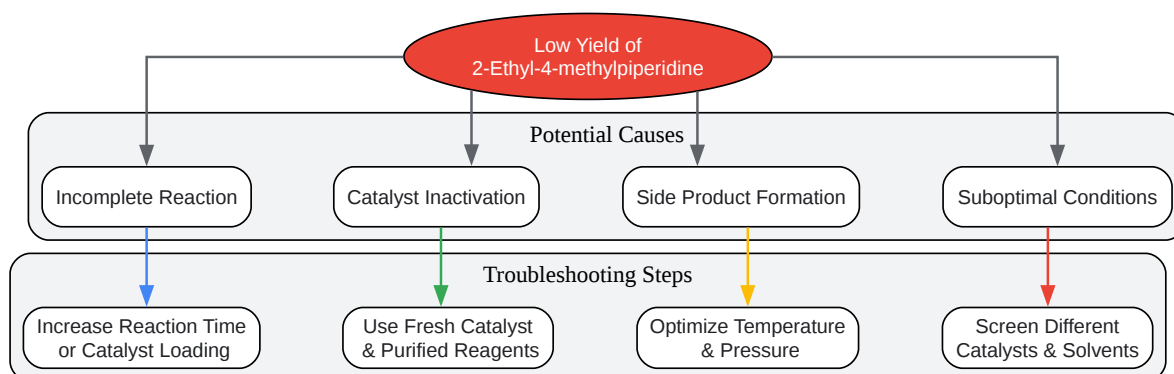 Low Yield of
2-Ethyl-4-methylpiperidine
Potential Causes
Incomplete Reaction
Catalyst Inactivation
Side Product Formation
Suboptimal Conditions
Troubleshooting Steps
Increase Reaction Time
or Catalyst Loading
Use Fresh Catalyst
& Purified Reagents
Optimize Temperature
& Pressure
Screen Different
Catalysts & Solvents